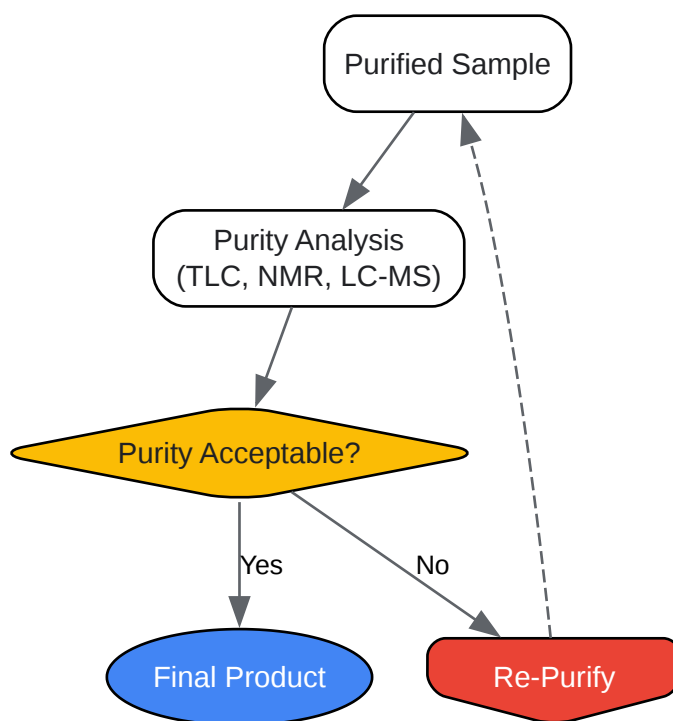 Purified Sample
Purity Analysis
(TLC, NMR, LC-MS)
Purity Acceptable?
Yes
No
Final Product
Re-Purify